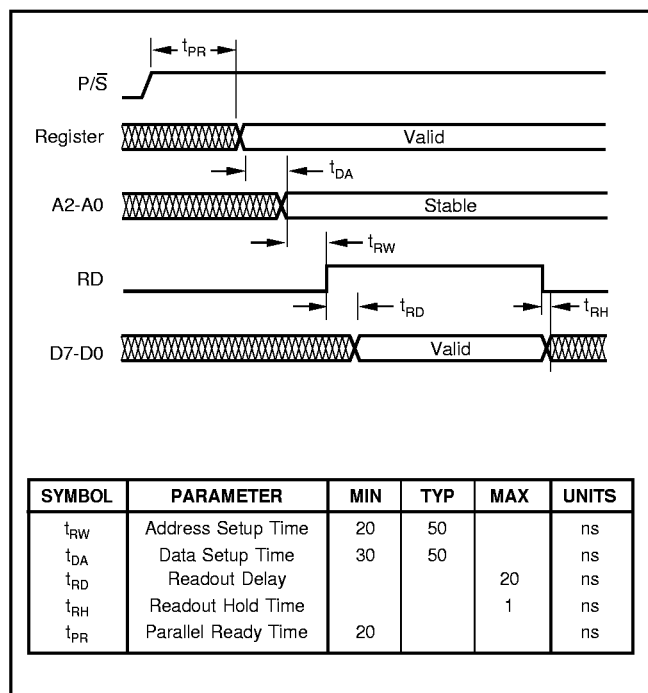 tPR
P/S̅
Register
Valid
tDA
A2-A0
Stable
tRW
RD
tRD
tRH
D7-D0
Valid
SYMBOL PARAMETER MIN TYP MAX UNITS
tRW Address Setup Time 20 50 ns
tDA Data Setup Time 30 50 ns
tRD Readout Delay 20 ns
tRH Readout Hold Time 1 ns
tPR Parallel Ready Time 20 ns